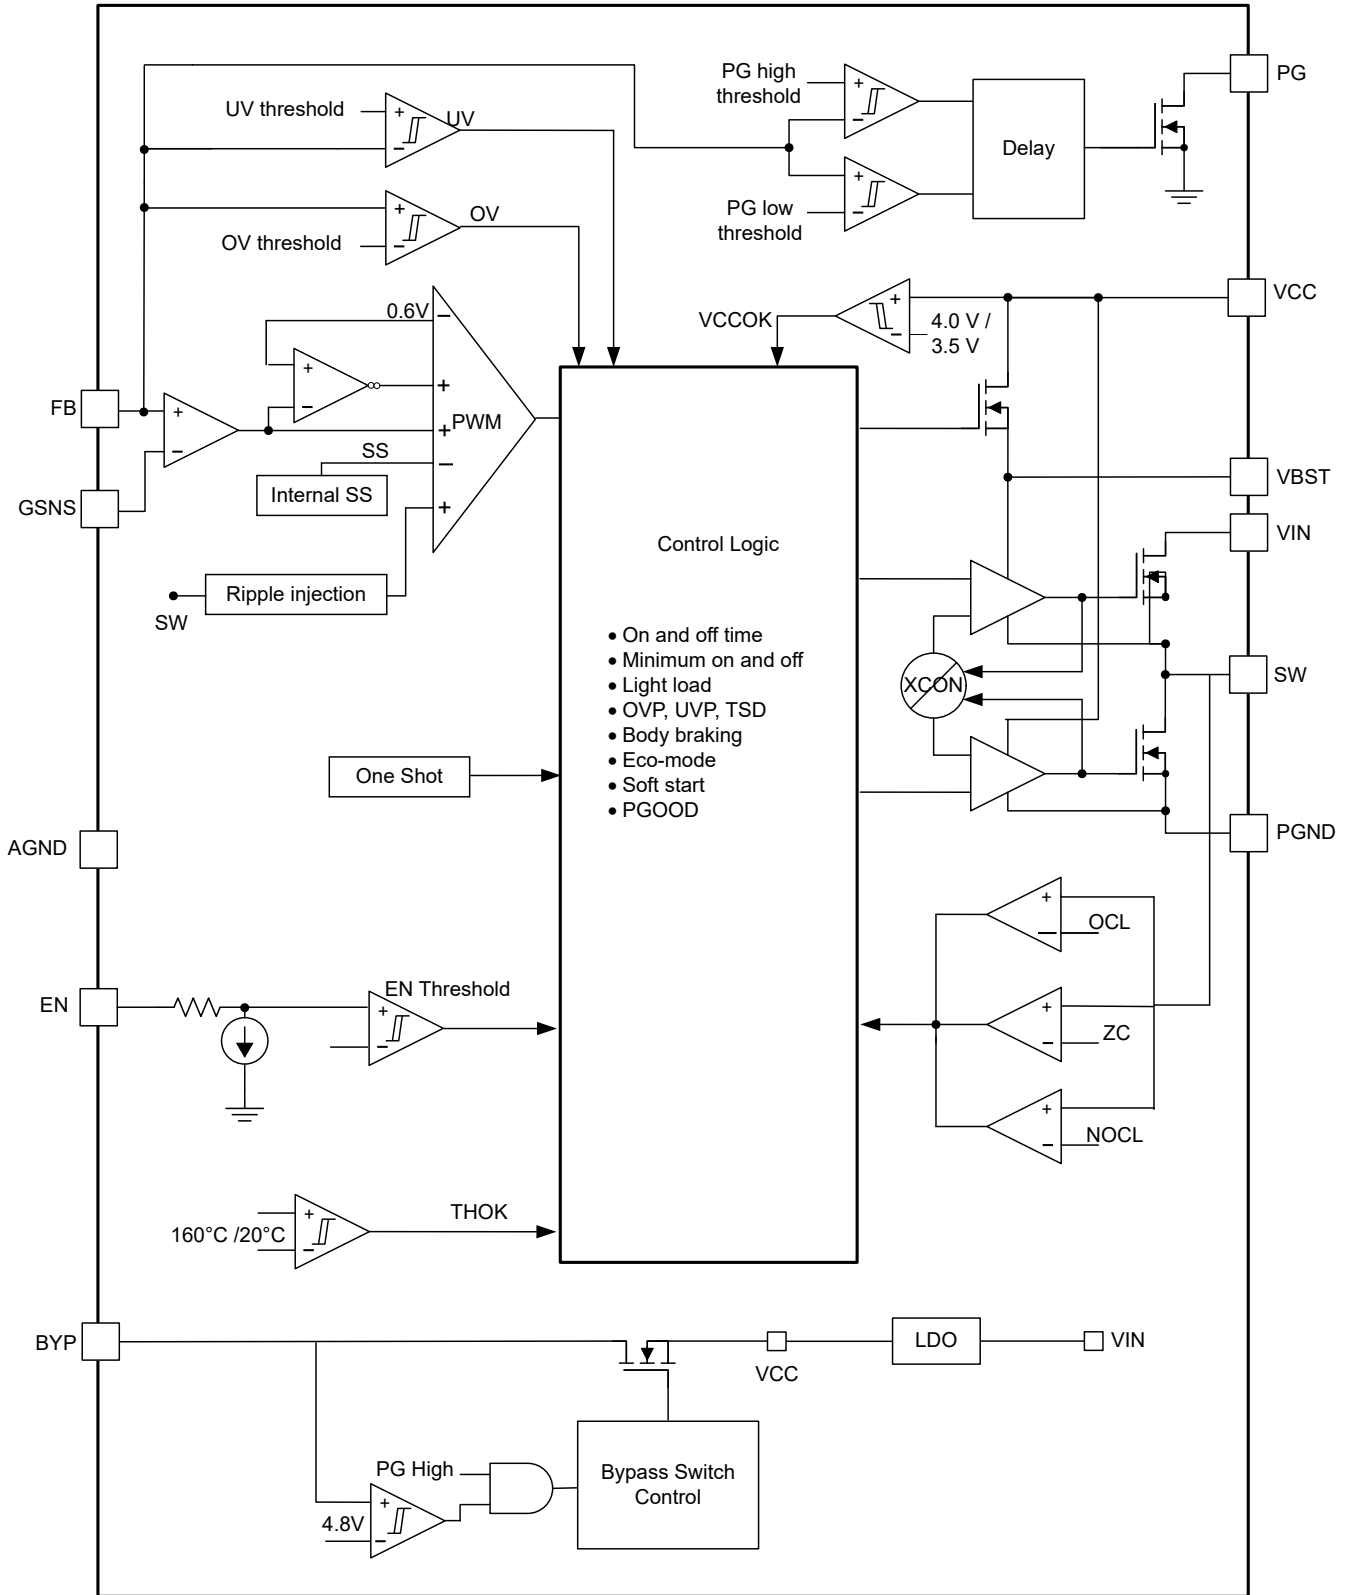 PG high
threshold
PG
UV threshold
UV
Delay
PG low
threshold
OV
OV threshold
VCC
0.6V
VCCOK
4.0 V /
3.5 V
FB
PWM
SS
Internal SS
GSNS
VBST
VIN
Control Logic
Ripple injection
SW
• On and off time
• Minimum on and off
• Light load
• OVP, UVP, TSD
• Body braking
• Eco-mode
• Soft start
• PGOOD
XCON
SW
One Shot
PGND
AGND
OCL
EN
EN Threshold
ZC
NOCL
160°C /20°C
THOK
BYP
VCC
LDO
VIN
PG High
4.8V
Bypass Switch
Control